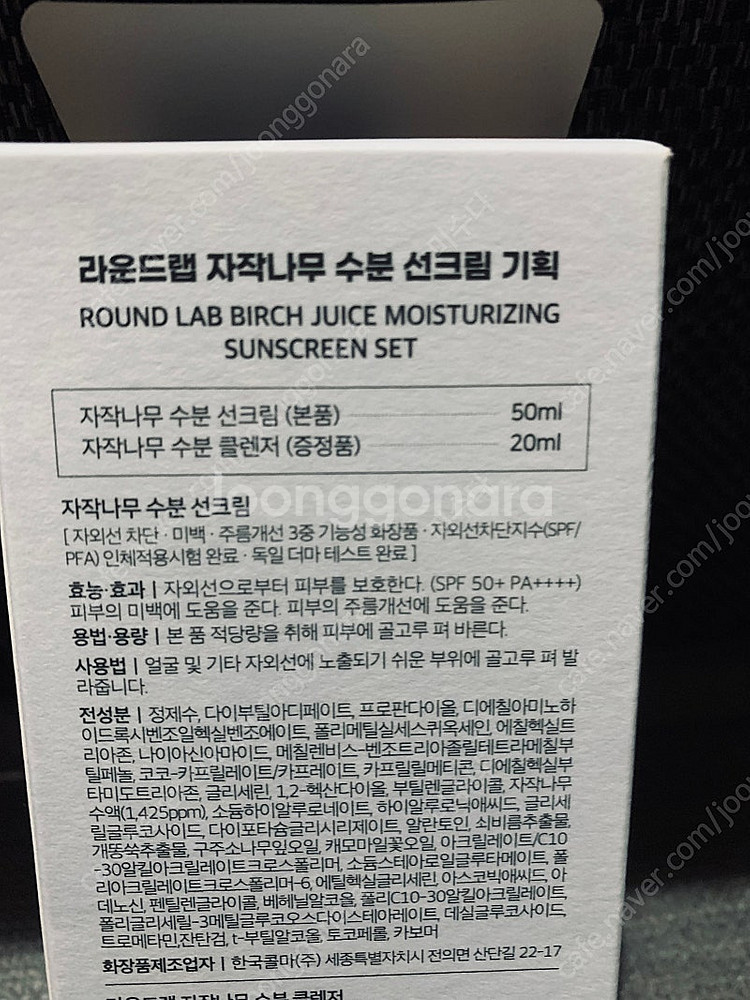 라운드랩 자작나무 수분 선크림 기획
ROUND LAB BIRCH JUICE MOISTURIZING
SUNSCREEN SET
자작나무 수분 선크림 (본품) 50ml
자작나무 수분 클렌저 (증정품) 20ml
joonggonara
자작나무 수분 선크림
[ 자외선 차단 · 미백 · 주름개선 3중 기능성 화장품 · 자외선차단지수(SPF/
PFA) 인체적용시험 완료 · 독일 더마 테스트 완료 ]
효능·효과 | 자외선으로부터 피부를 보호한다. (SPF 50+ PA++++)
피부의 미백에 도움을 준다. 피부의 주름개선에 도움을 준다.
용법·용량 | 본 품 적당량을 취해 피부에 골고루 펴 바른다.
사용법 | 얼굴 및 기타 자외선에 노출되기 쉬운 부위에 골고루 펴 발
라줍니다.
전성분 | 정제수, 다이부틸아디페이트, 프로판다이올, 디에칠아미노하
이드록시벤조일헥실벤조에이트, 폴리메틸실세스퀴옥세인, 에칠헥실트
리아존, 나이아신아마이드, 메칠렌비스-벤조트리아졸릴테트라메칠부
틸페놀, 코코-카프릴레이트/카프레이트, 카프릴릴메티콘, 디에칠헥실부
타미도트리아존, 글리세린, 1,2-헥산다이올, 부틸렌글라이콜, 자작나무
수액(1,425ppm), 소듐하이알루로네이트, 하이알루로닉애씨드, 글리세
릴글루코사이드, 다이포타슘글리시리제이트, 알란토인, 쇠비름추출물,
개똥쑥추출물, 구주소나무잎오일, 캐모마일꽃오일, 아크릴레이트/C10
-30알킬아크릴레이트크로스폴리머, 소듐스테아로일글루타메이트, 폴
리아크릴레이트크로스폴리머-6, 에틸헥실글리세린, 아스코빅애씨드, 아
데노신, 펜틸렌글라이콜, 베헤닐알코올, 폴리C10-30알킬아크릴레이트,
폴리글리세릴-3메틸글루코오스다이스테아레이트, 데실글루코사이드,
트로메타민,잔탄검, t-부틸알코올, 토코페롤, 카보머
화장품제조업자 | 한국콜마(주) 세종특별자치시 전의면 산단길 22-17
라운드랩 자작나무 수분 클렌저
cafe.naver.com/joonggonara